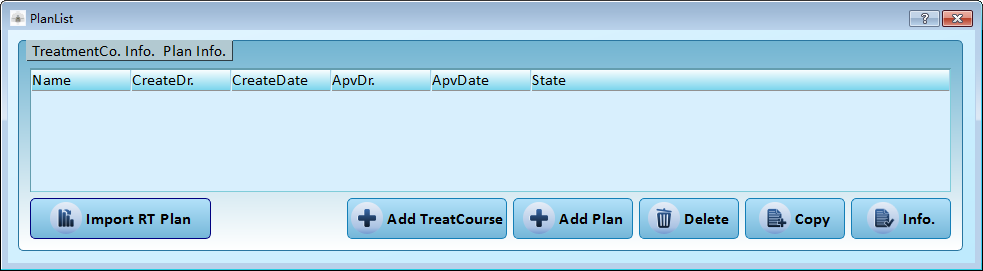 PlanList
TreatmentCo. Info. Plan Info.
Name CreateDr. CreateDate ApvDr. ApvDate State
Import RT Plan Add TreatCourse Add Plan Delete Copy Info.